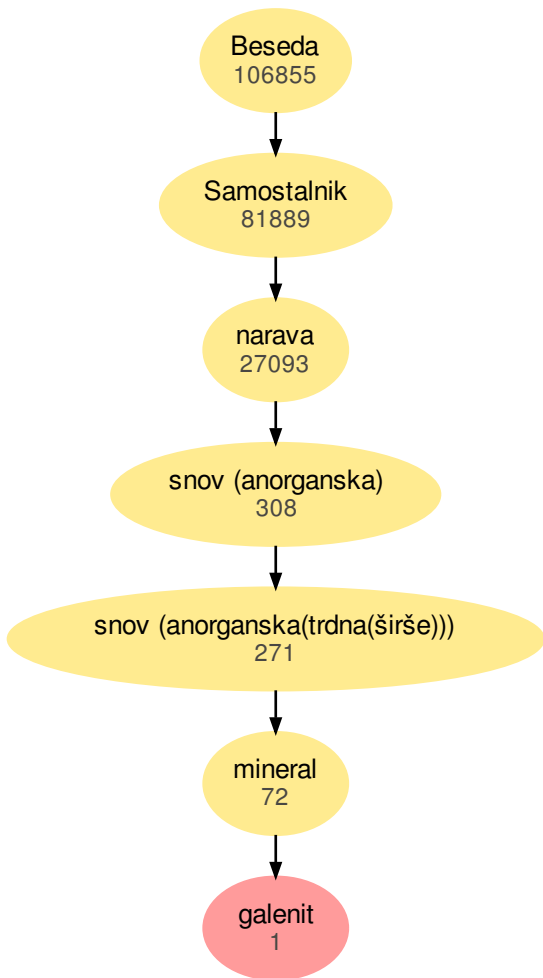 Beseda
106855
Samostalnik
81889
narava
27093
snov (anorganska)
308
snov (anorganska(trdna(širše)))
271
mineral
72
galenit
1